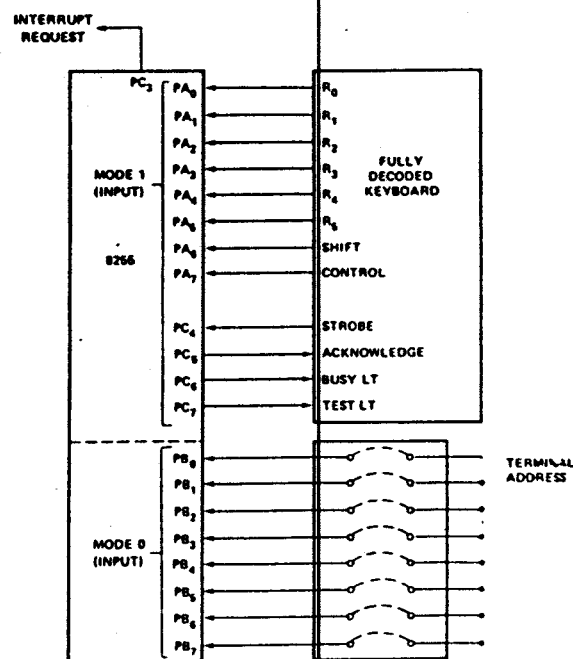 INTERRUPT
REQUEST
PC₃
PA₀
R₀
PA₁
R₁
PA₂
R₂
PA₃
R₃
PA₄
R₄
PA₅
R₅
PA₆
SHIFT
PA₇
CONTROL
MODE 1
(INPUT)
FULLY
DECODED
KEYBOARD
8255
PC₄
STROBE
PC₅
ACKNOWLEDGE
PC₆
BUSY LT
PC₇
TEST LT
PB₀
PB₁
PB₂
PB₃
PB₄
PB₅
PB₆
PB₇
MODE 0
(INPUT)
TERMINAL
ADDRESS